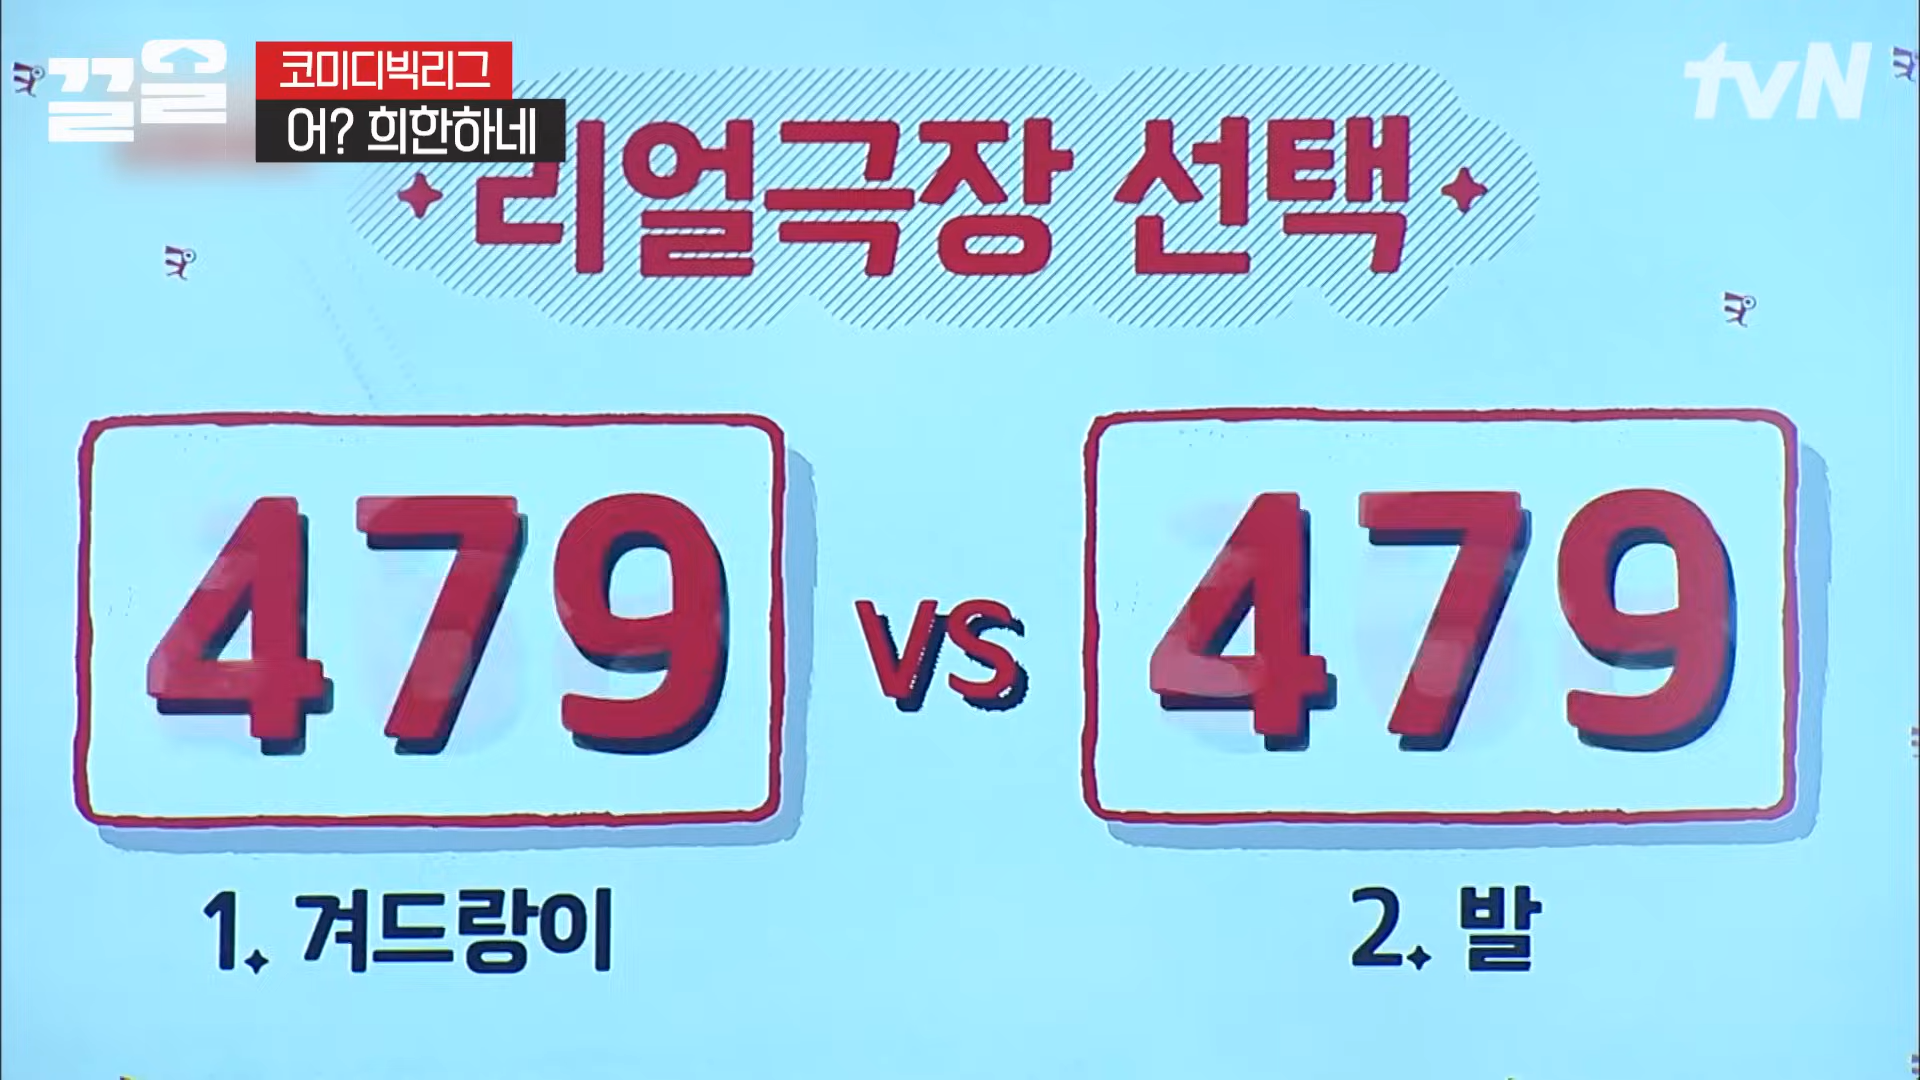 끌올
코미디빅리그
어? 희한하네
tvN
리얼극장 선택
479
vs
479
1. 겨드랑이
2. 발